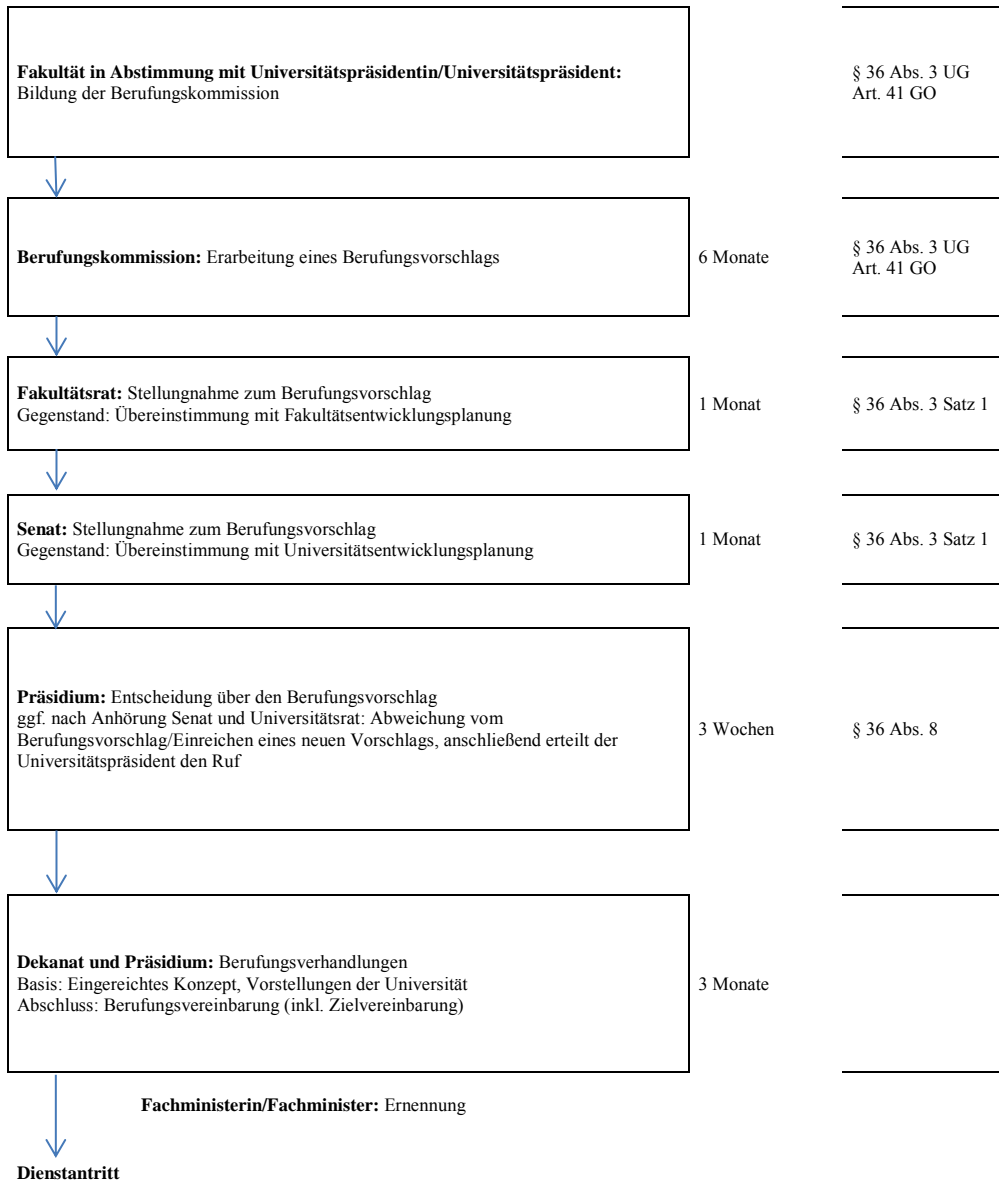 Fakultät in Abstimmung mit Universitätspräsidentin/Universitätspräsident:
Bildung der Berufungskommission
§ 36 Abs. 3 UG
Art. 41 GO
Berufungskommission: Erarbeitung eines Berufungsvorschlags
6 Monate
§ 36 Abs. 3 UG
Art. 41 GO
Fakultätsrat: Stellungnahme zum Berufungsvorschlag
Gegenstand: Übereinstimmung mit Fakultätsentwicklungsplanung
1 Monat
§ 36 Abs. 3 Satz 1
Senat: Stellungnahme zum Berufungsvorschlag
Gegenstand: Übereinstimmung mit Universitätsentwicklungsplanung
1 Monat
§ 36 Abs. 3 Satz 1
Präsidium: Entscheidung über den Berufungsvorschlag
ggf. nach Anhörung Senat und Universitätsrat: Abweichung vom
Berufungsvorschlag/Einreichen eines neuen Vorschlags, anschließend erteilt der
Universitätspräsident den Ruf
3 Wochen
§ 36 Abs. 8
Dekanat und Präsidium: Berufungsverhandlungen
Basis: Eingereichtes Konzept, Vorstellungen der Universität
Abschluss: Berufungsvereinbarung (inkl. Zielvereinbarung)
3 Monate
Fachministerin/Fachminister: Ernennung
Dienstantritt